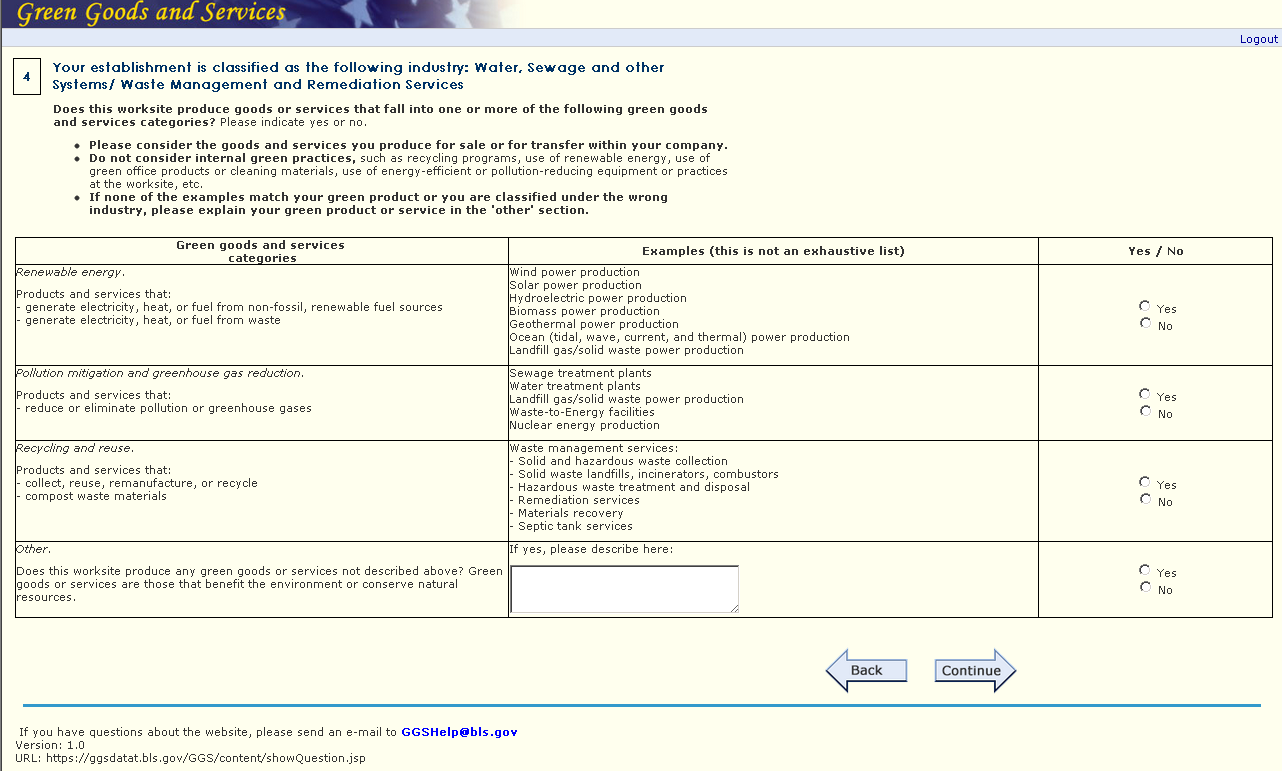 Green Goods and Services
Logout
4
Your establishment is classified as the following industry: Water, Sewage and other
Systems/ Waste Management and Remediation Services
Does this worksite produce goods or services that fall into one or more of the following green goods
and services categories? Please indicate yes or no.
• Please consider the goods and services you produce for sale or for transfer within your company.
• Do not consider internal green practices, such as recycling programs, use of renewable energy, use of
green office products or cleaning materials, use of energy-efficient or pollution-reducing equipment or practices
at the worksite, etc.
• If none of the examples match your green product or you are classified under the wrong
industry, please explain your green product or service in the 'other' section.
Green goods and services
categories
Examples (this is not an exhaustive list)
Yes / No
Renewable energy.
Products and services that:
- generate electricity, heat, or fuel from non-fossil, renewable fuel sources
- generate electricity, heat, or fuel from waste
Wind power production
Solar power production
Hydroelectric power production
Biomass power production
Geothermal power production
Ocean (tidal, wave, current, and thermal) power production
Landfill gas/solid waste power production
Yes
No
Pollution mitigation and greenhouse gas reduction.
Products and services that:
- reduce or eliminate pollution or greenhouse gases
Sewage treatment plants
Water treatment plants
Landfill gas/solid waste power production
Waste-to-Energy facilities
Nuclear energy production
Yes
No
Recycling and reuse.
Products and services that:
- collect, reuse, remanufacture, or recycle
- compost waste materials
Waste management services:
- Solid and hazardous waste collection
- Solid waste landfills, incinerators, combustors
- Hazardous waste treatment and disposal
- Remediation services
- Materials recovery
- Septic tank services
Yes
No
Other.
Does this worksite produce any green goods or services not described above? Green
goods or services are those that benefit the environment or conserve natural
resources.
If yes, please describe here:
Yes
No
Back
Continue
If you have questions about the website, please send an e-mail to GGSHelp@bls.gov
Version: 1.0
URL: https://ggsdatat.bls.gov/GGS/content/showQuestion.jsp